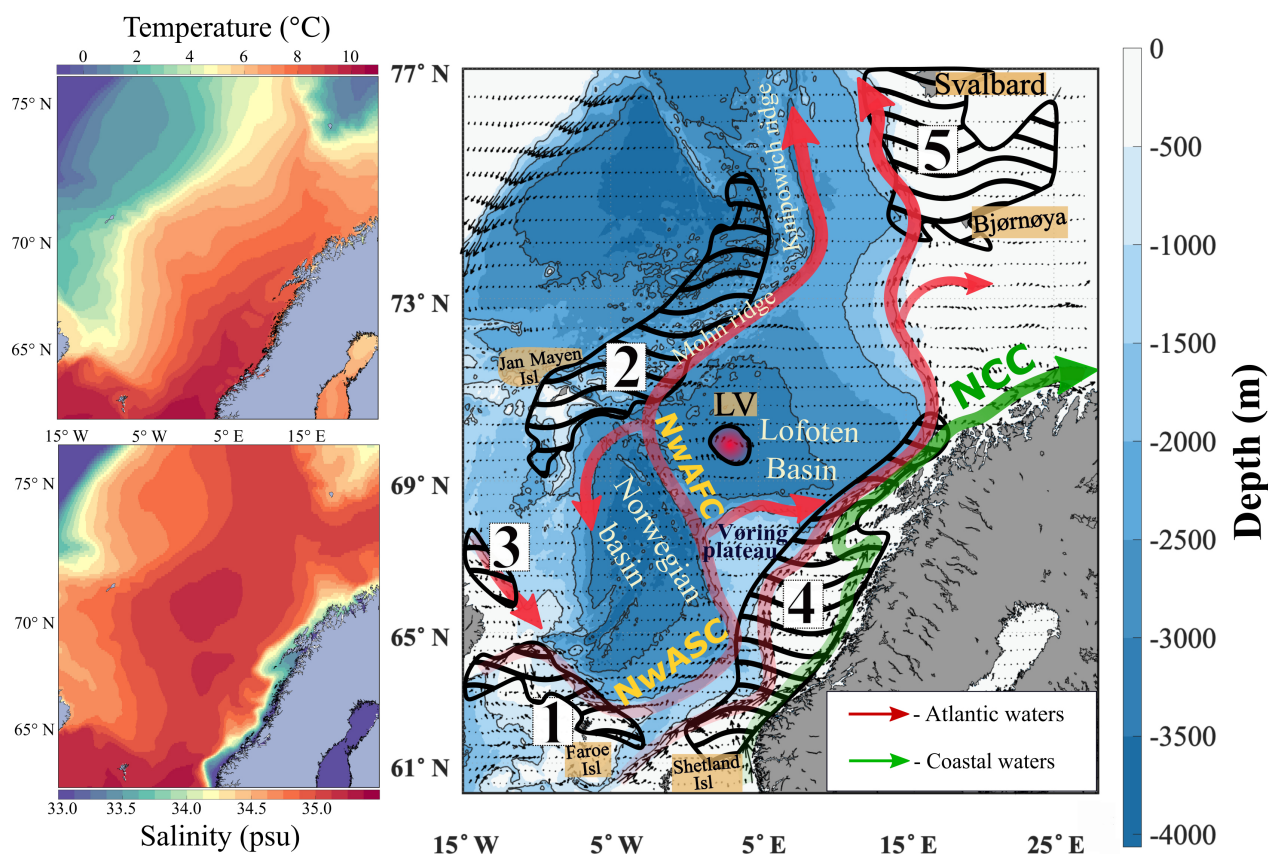 Temperature (°C)
0 2 4 6 8 10
75° N
70° N
65° N
15° W 5° W 5° E 15° E
75° N
70° N
65° N
33.0 33.5 34.0 34.5 35.0
Salinity (psu)
77° N
73° N
69° N
65° N
61° N
15° W 5° W 5° E 15° E 25° E
Svalbard
5
Bjørnøya
Knipowich ridge
Mohn ridge
Jan Mayen
Isl
2
LV
Lofoten
Basin
NCC
NwAFC
Norwegian
basin
Vøring
plateau
3
4
NwASC
1
Faroe
Isl
Shetland
Isl
- Atlantic waters
- Coastal waters
0
-500
-1000
-1500
-2000
-2500
-3000
-3500
-4000
Depth (m)